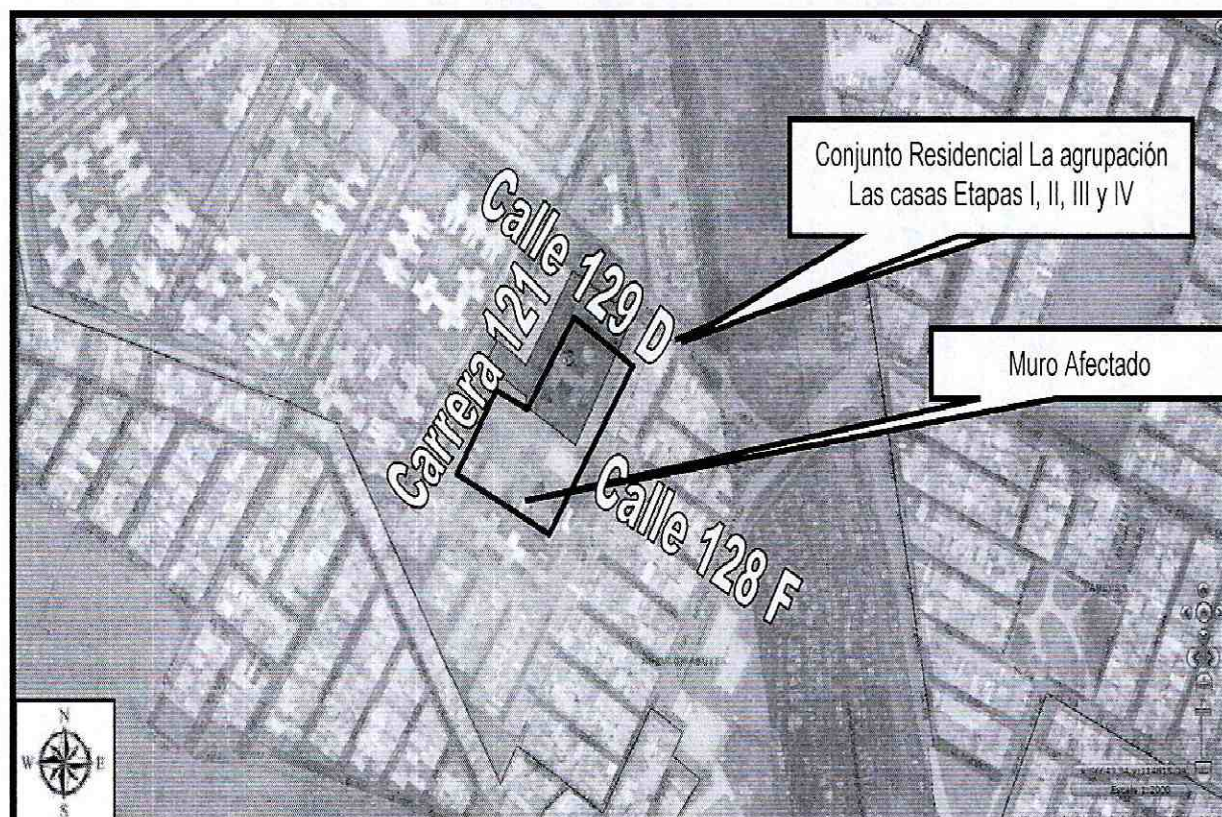 Conjunto Residencial La agrupación
Las casas Etapas I, II, III y IV
Calle 129 D
Carrera 121
Muro Afectado
Calle 128 F
N
W E
S